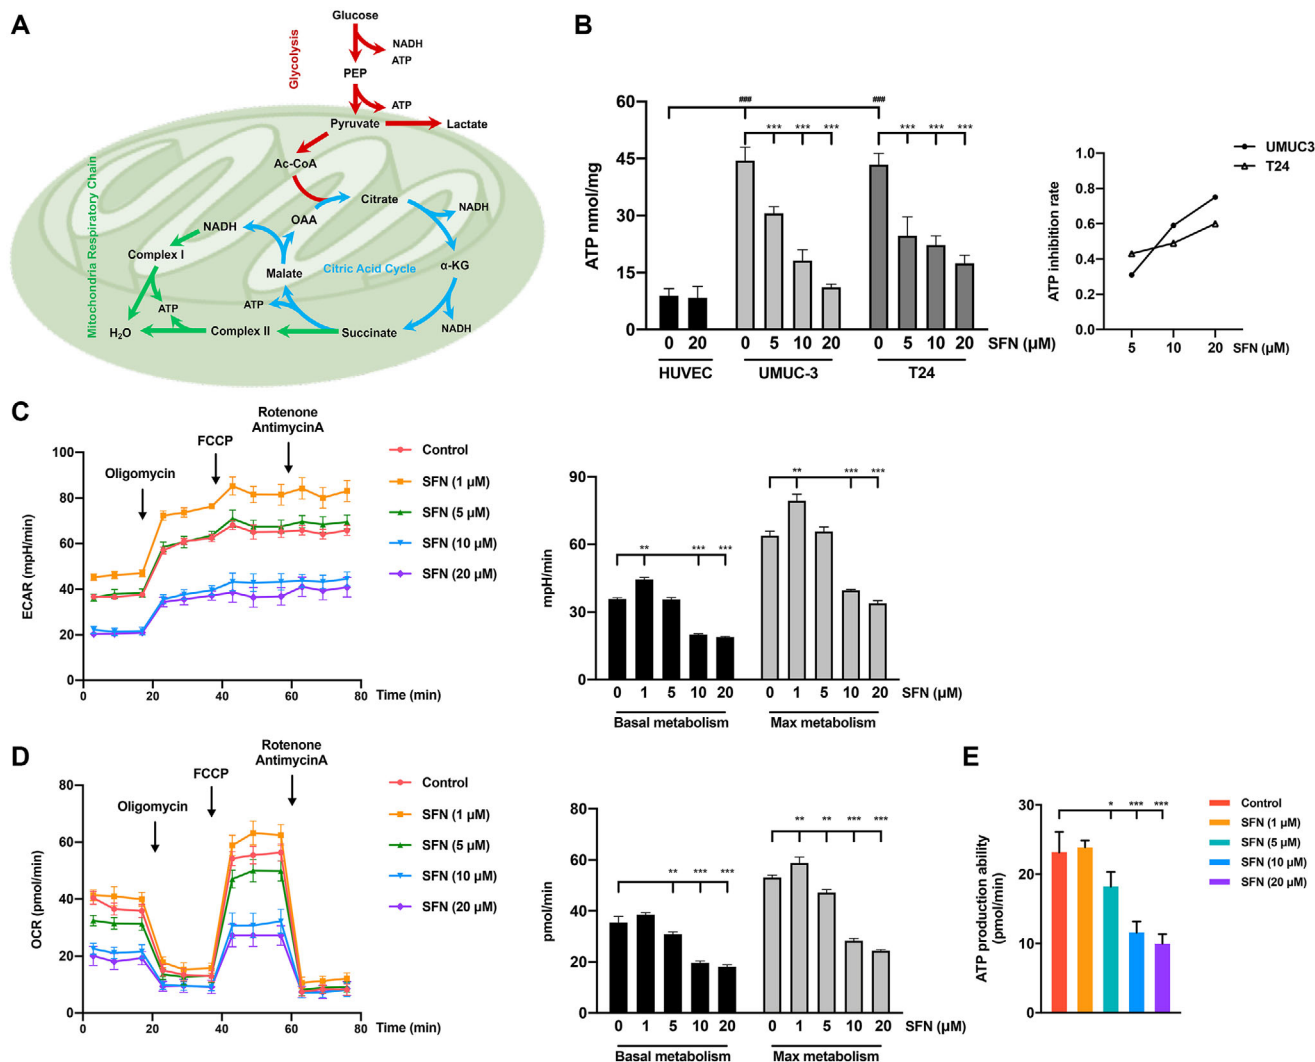 A
Glucose
NADH
ATP
Glycolysis
PEP
ATP
Pyruvate
Lactate
Ac-CoA
Citrate
OAA
NADH
NADH
Mitochondria Respiratory Chain
Complex I
Malate
Citric Acid Cycle
α-KG
ATP
ATP
NADH
H₂O
Complex II
Succinate
B
ATP nmol/mg
60
45
30
15
0
###
###
*** *** ***
*** *** ***
0 20 0 5 10 20 0 5 10 20 SFN (μM)
HUVEC UMUC-3 T24
ATP inhibition rate
1.0
0.8
0.6
0.4
0.2
0.0
UMUC3
T24
5 10 20 SFN (μM)
C
ECAR (mpH/min)
100
80
60
40
20
0
Oligomycin
FCCP
Rotenone
AntimycinA
0 20 40 60 80
Time (min)
Control
SFN (1 μM)
SFN (5 μM)
SFN (10 μM)
SFN (20 μM)
mpH/min
90
60
30
0
** *** ***
** *** ***
0 1 5 10 20 0 1 5 10 20 SFN (μM)
Basal metabolism Max metabolism
D
OCR (pmol/min)
80
60
40
20
0
Oligomycin
FCCP
Rotenone
AntimycinA
0 20 40 60 80
Time (min)
Control
SFN (1 μM)
SFN (5 μM)
SFN (10 μM)
SFN (20 μM)
pmol/min
80
60
40
20
0
** *** ***
** ** *** ***
0 1 5 10 20 0 1 5 10 20 SFN (μM)
Basal metabolism Max metabolism
E
ATP production ability
(pmol/min)
30
20
10
0
* *** ***
Control
SFN (1 μM)
SFN (5 μM)
SFN (10 μM)
SFN (20 μM)